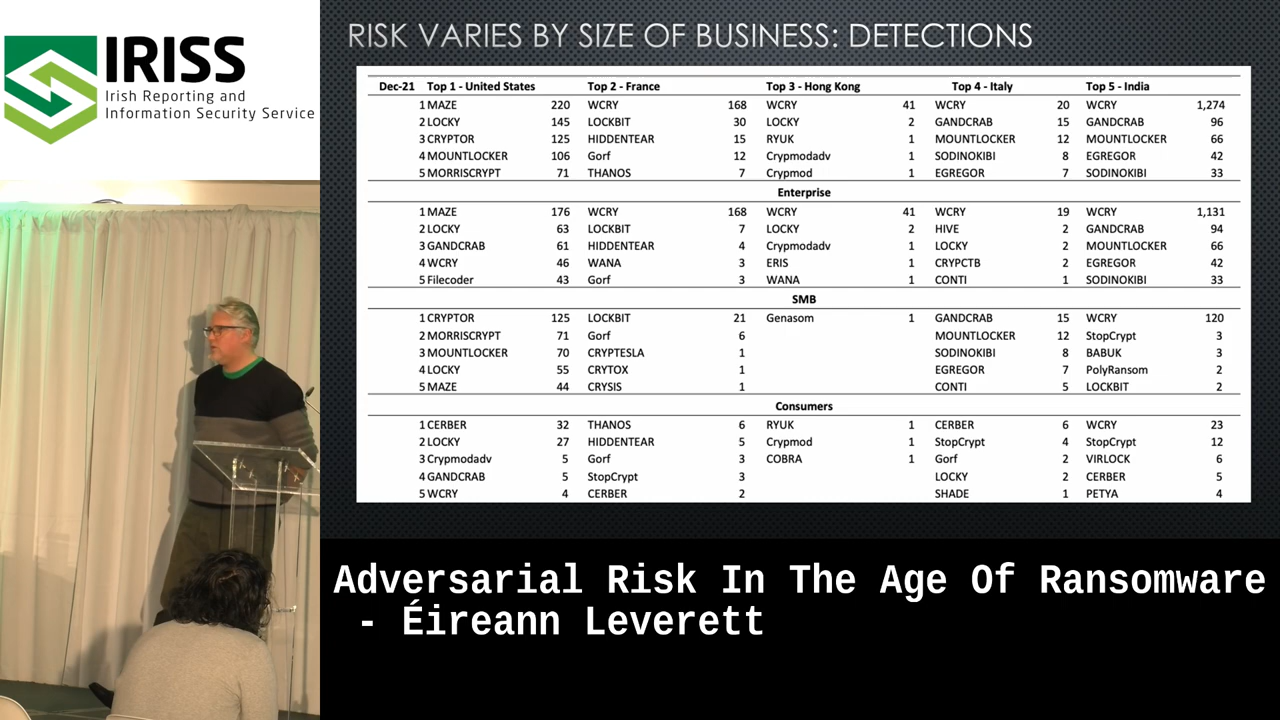 IRISS
Irish Reporting and
Information Security Service
RISK VARIES BY SIZE OF BUSINESS: DETECTIONS
Dec-21 Top 1 - United States Top 2 - France Top 3 - Hong Kong Top 4 - Italy Top 5 - India
1 MAZE 220 WCRY 168 WCRY 41 WCRY 20 WCRY 1,274
2 LOCKY 145 LOCKBIT 30 LOCKY 2 GANDCRAB 15 GANDCRAB 96
3 CRYPTOR 125 HIDDENTEAR 15 RYUK 1 MOUNTLOCKER 12 MOUNTLOCKER 66
4 MOUNTLOCKER 106 Gorf 12 Crypmodadv 1 SODINOKIBI 8 EGREGOR 42
5 MORRISCRYPT 71 THANOS 7 Crypmod 1 EGREGOR 7 SODINOKIBI 33
Enterprise
1 MAZE 176 WCRY 168 WCRY 41 WCRY 19 WCRY 1,131
2 LOCKY 63 LOCKBIT 7 LOCKY 2 HIVE 2 GANDCRAB 94
3 GANDCRAB 61 HIDDENTEAR 4 Crypmodadv 1 LOCKY 2 MOUNTLOCKER 66
4 WCRY 46 WANA 3 ERIS 1 CRYPCTB 2 EGREGOR 42
5 Filecoder 43 Gorf 3 WANA 1 CONTI 1 SODINOKIBI 33
SMB
1 CRYPTOR 125 LOCKBIT 21 Genasom 1 GANDCRAB 15 WCRY 120
2 MORRISCRYPT 71 Gorf 6 MOUNTLOCKER 12 StopCrypt 3
3 MOUNTLOCKER 70 CRYPTESLA 1 SODINOKIBI 8 BABUK 3
4 LOCKY 55 CRYTOX 1 EGREGOR 7 PolyRansom 2
5 MAZE 44 CRYSIS 1 CONTI 5 LOCKBIT 2
Consumers
1 CERBER 32 THANOS 6 RYUK 1 CERBER 6 WCRY 23
2 LOCKY 27 HIDDENTEAR 5 Crypmod 1 StopCrypt 4 StopCrypt 12
3 Crypmodadv 5 Gorf 3 COBRA 1 Gorf 2 VIRLOCK 6
4 GANDCRAB 5 StopCrypt 3 LOCKY 2 CERBER 5
5 WCRY 4 CERBER 2 SHADE 1 PETYA 4
Adversarial Risk In The Age Of Ransomware
- Éireann Leverett